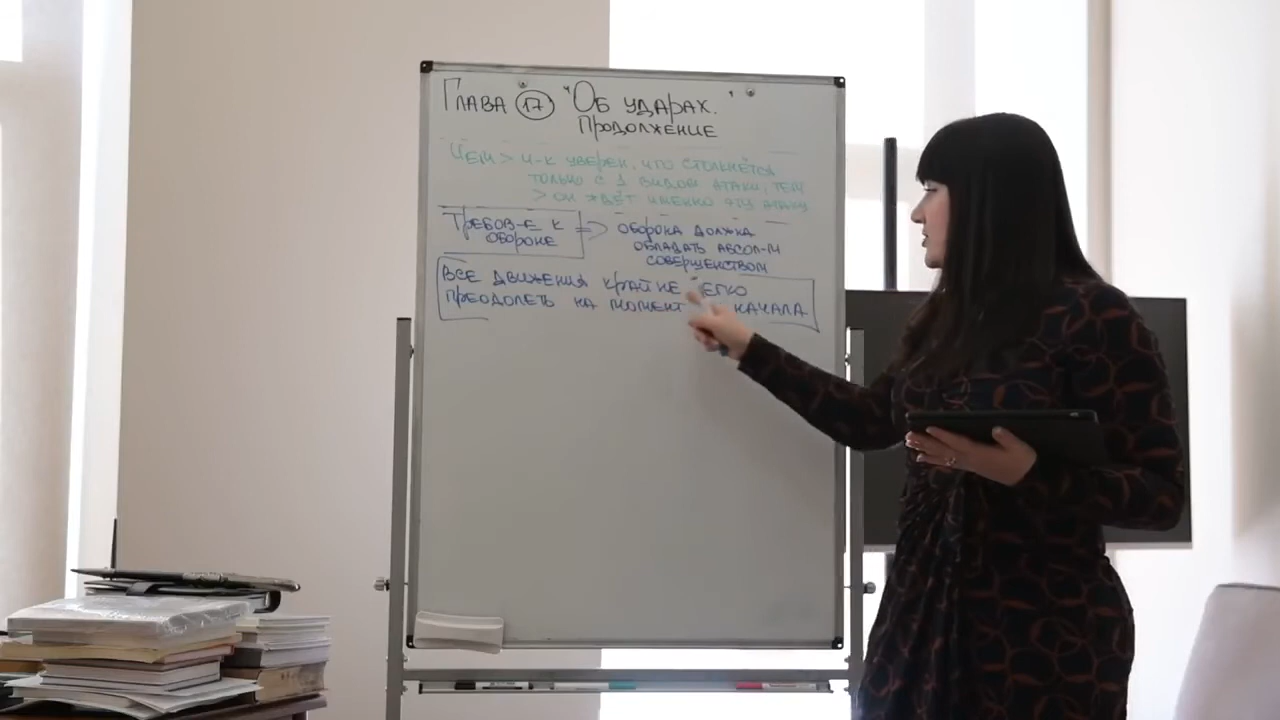 Глава 17 "Об ударах."
Продолжение
Чем > ч-к уверен, что столкнётся
только с 1 видом атаки, тем
> он ждёт именно эту атаку
Требов-е к
обороне
=> оборона должна
обладать абсол-м
совершенством
Все движения крайне легко
преодолеть на момент начала